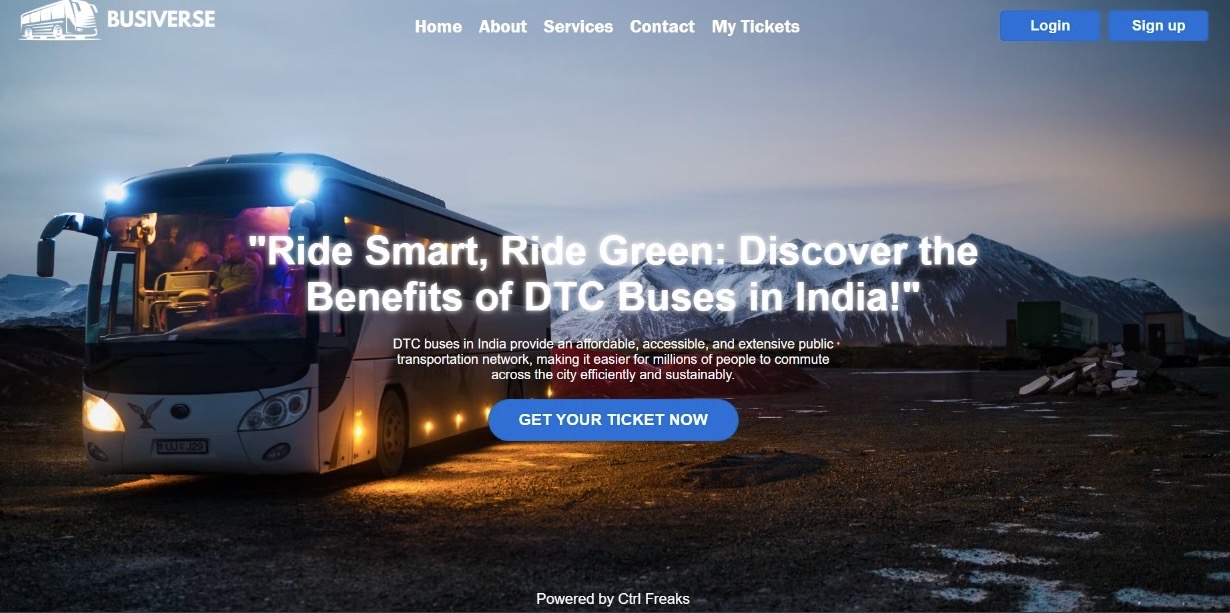 BUSIVERSE
Home About Services Contact My Tickets
Login Sign up
"Ride Smart, Ride Green: Discover the
Benefits of DTC Buses in India!"
DTC buses in India provide an affordable, accessible, and extensive public
transportation network, making it easier for millions of people to commute
across the city efficiently and sustainably.
GET YOUR TICKET NOW
Powered by Ctrl Freaks